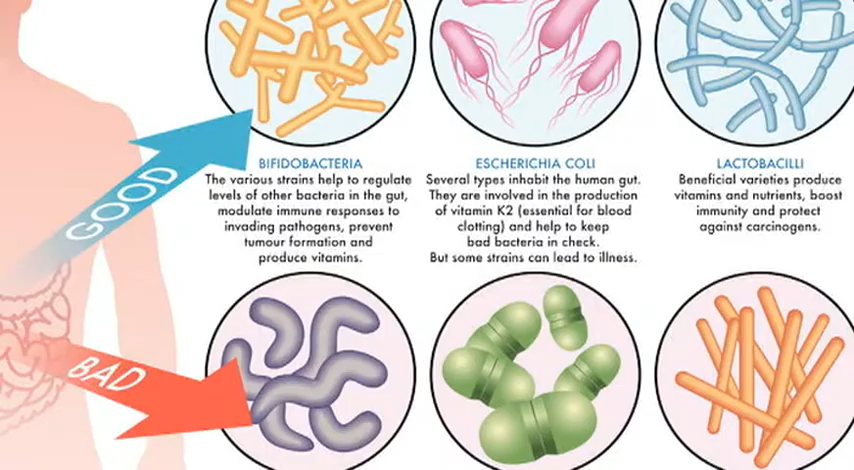 GOOD
BIFIDOBACTERIA
The various strains help to regulate
levels of other bacteria in the gut,
modulate immune responses to
invading pathogens, prevent
tumour formation and
produce vitamins.
ESCHERICHIA COLI
Several types inhabit the human gut.
They are involved in the production
of vitamin K2 (essential for blood
clotting) and help to keep
bad bacteria in check.
But some strains can lead to illness.
LACTOBACILLI
Beneficial varieties produce
vitamins and nutrients, boost
immunity and protect
against carcinogens.
BAD